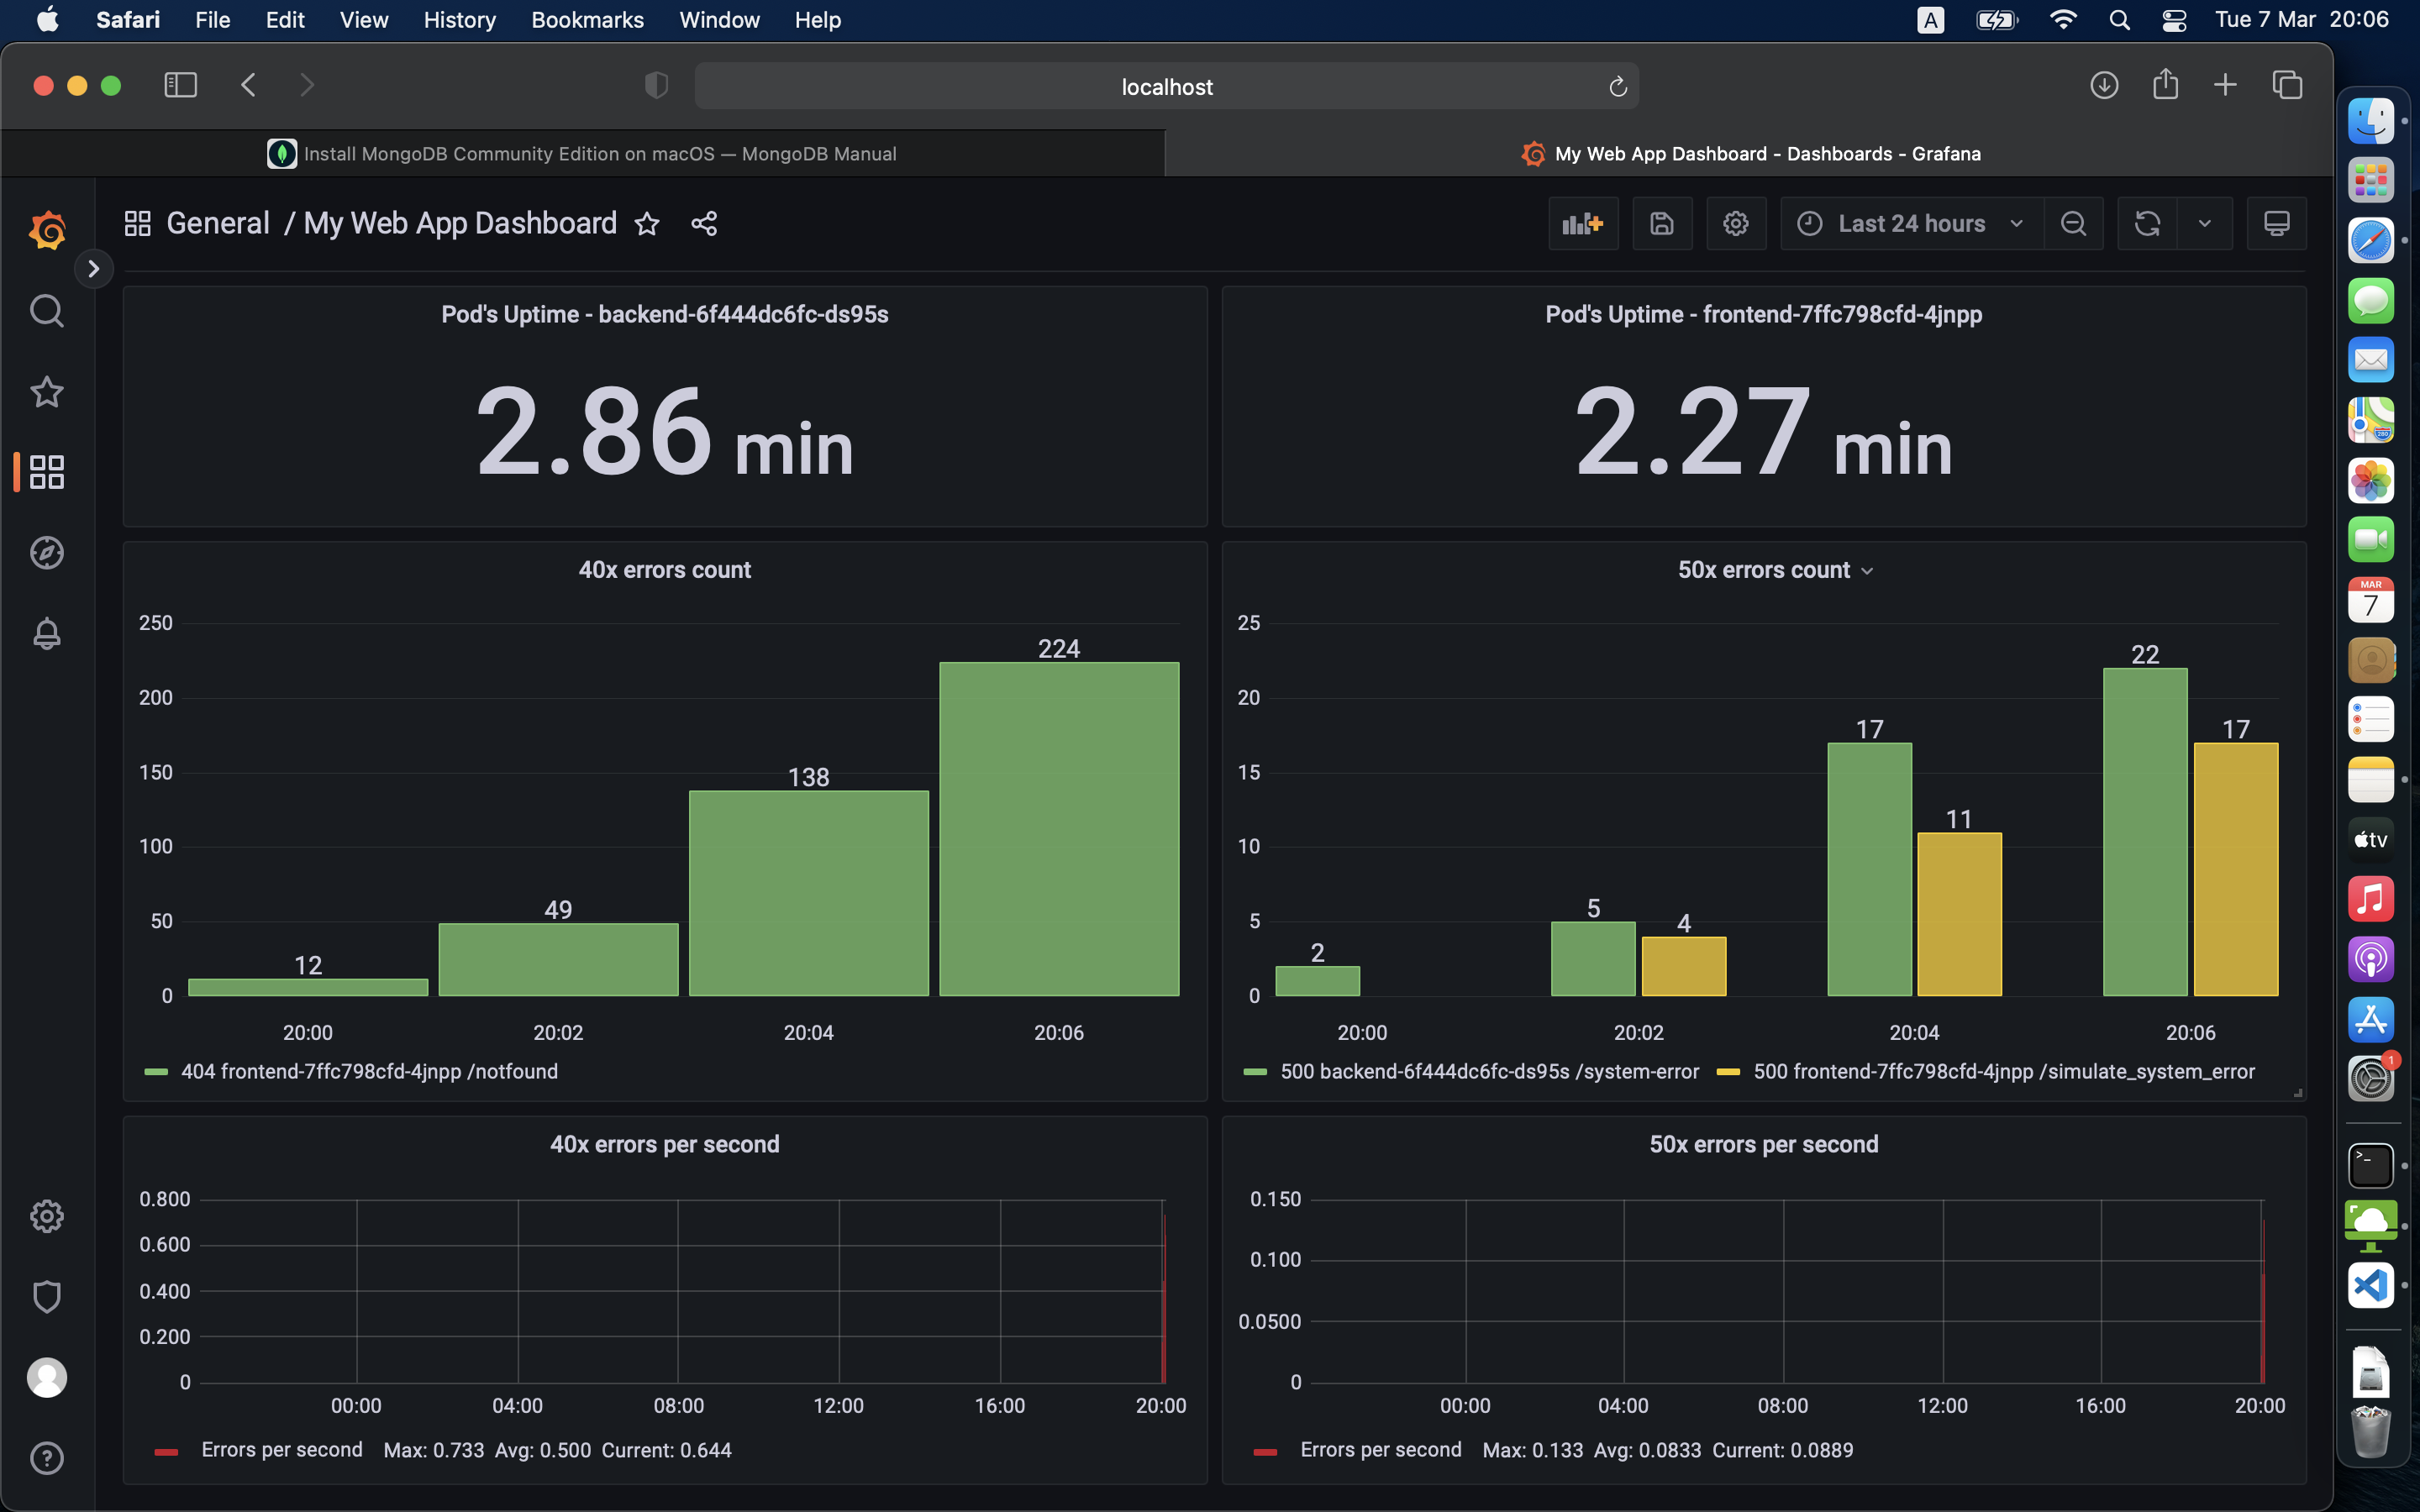 Safari File Edit View History Bookmarks Window Help A Tue 7 Mar 20:06
localhost
Install MongoDB Community Edition on macOS — MongoDB Manual
My Web App Dashboard - Dashboards - Grafana
General / My Web App Dashboard
Last 24 hours
Pod's Uptime - backend-6f444dc6fc-ds95s
2.86 min
Pod's Uptime - frontend-7ffc798cfd-4jnpp
2.27 min
40x errors count
250
200
150
100
50
0
12
49
138
224
20:00 20:02 20:04 20:06
404 frontend-7ffc798cfd-4jnpp /notfound
50x errors count
25
20
15
10
5
0
2
5
4
17
11
22
17
20:00 20:02 20:04 20:06
500 backend-6f444dc6fc-ds95s /system-error 500 frontend-7ffc798cfd-4jnpp /simulate_system_error
40x errors per second
0.800
0.600
0.400
0.200
0
00:00 04:00 08:00 12:00 16:00 20:00
Errors per second Max: 0.733 Avg: 0.500 Current: 0.644
50x errors per second
0.150
0.100
0.0500
0
00:00 04:00 08:00 12:00 16:00 20:00
Errors per second Max: 0.133 Avg: 0.0833 Current: 0.0889
MAR
7
tv
1